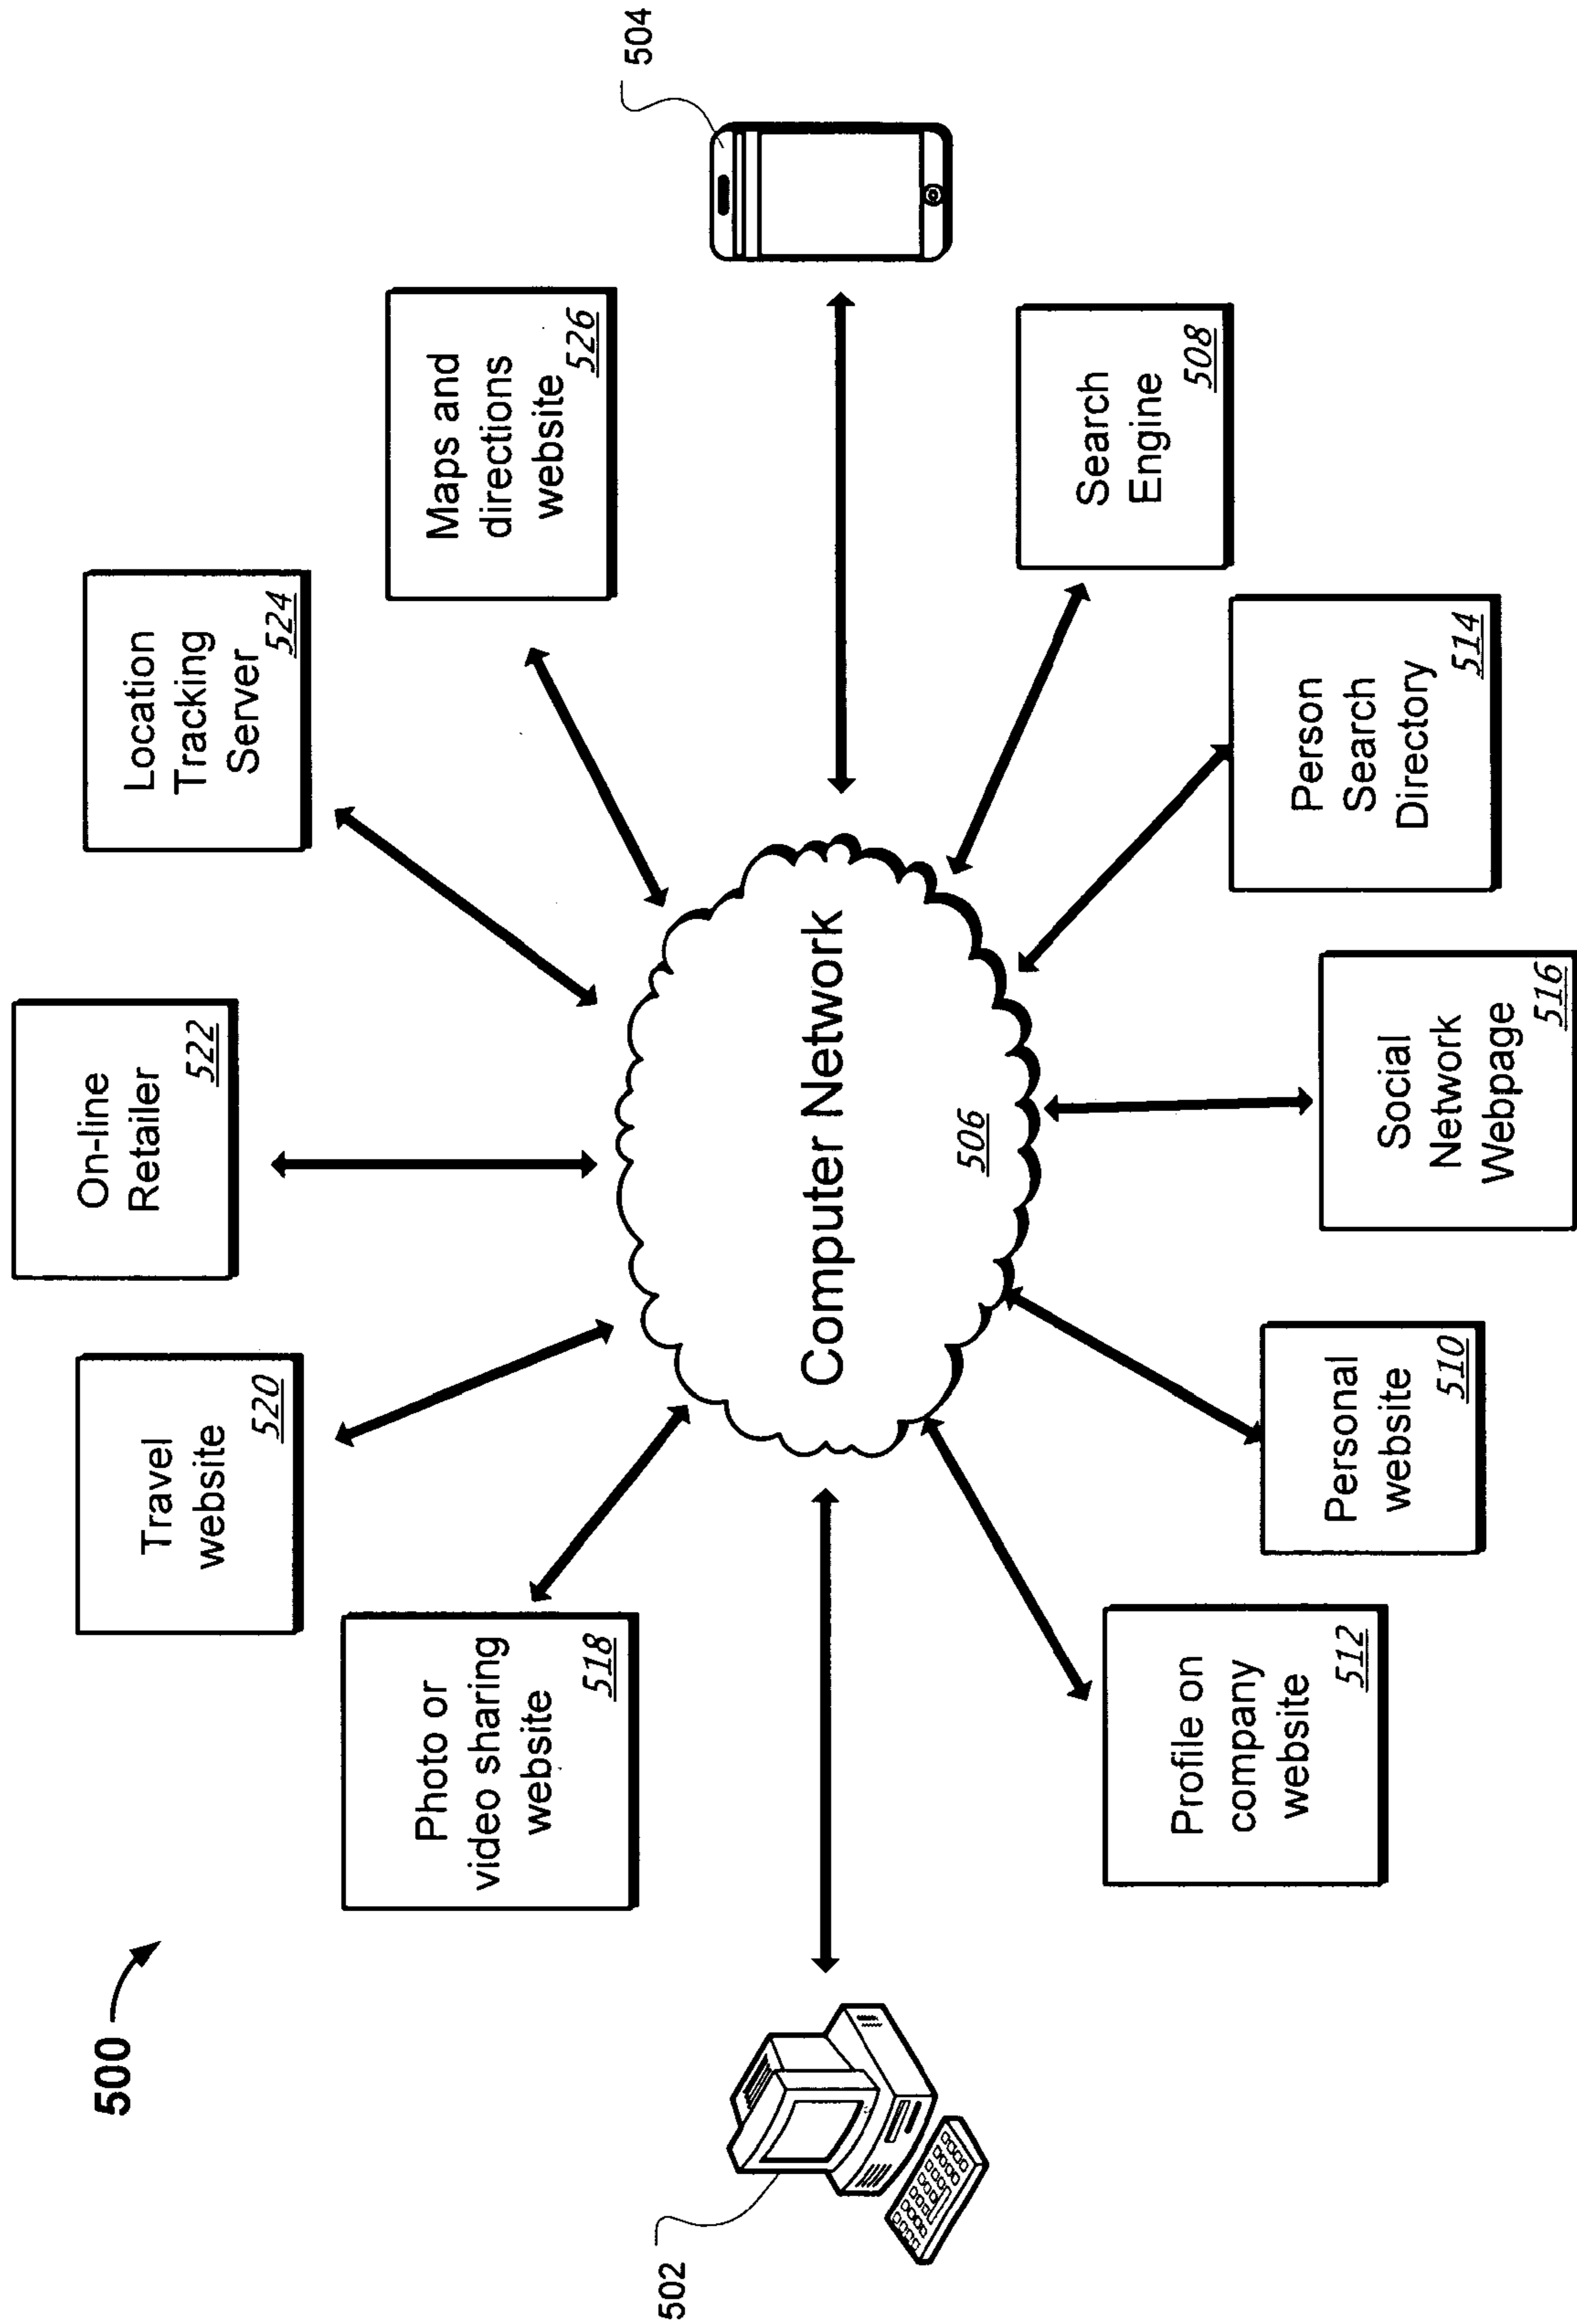 500
Travel
website
520
On-line
Retailer
522
Location
Tracking
Server
524
Photo or
video sharing
website
518
Maps and
directions
website
526
502
504
Computer Network
506
Profile on
company
website
512
Personal
website
510
Social
Network
Webpage
516
Person
Search
Directory
514
Search
Engine
508